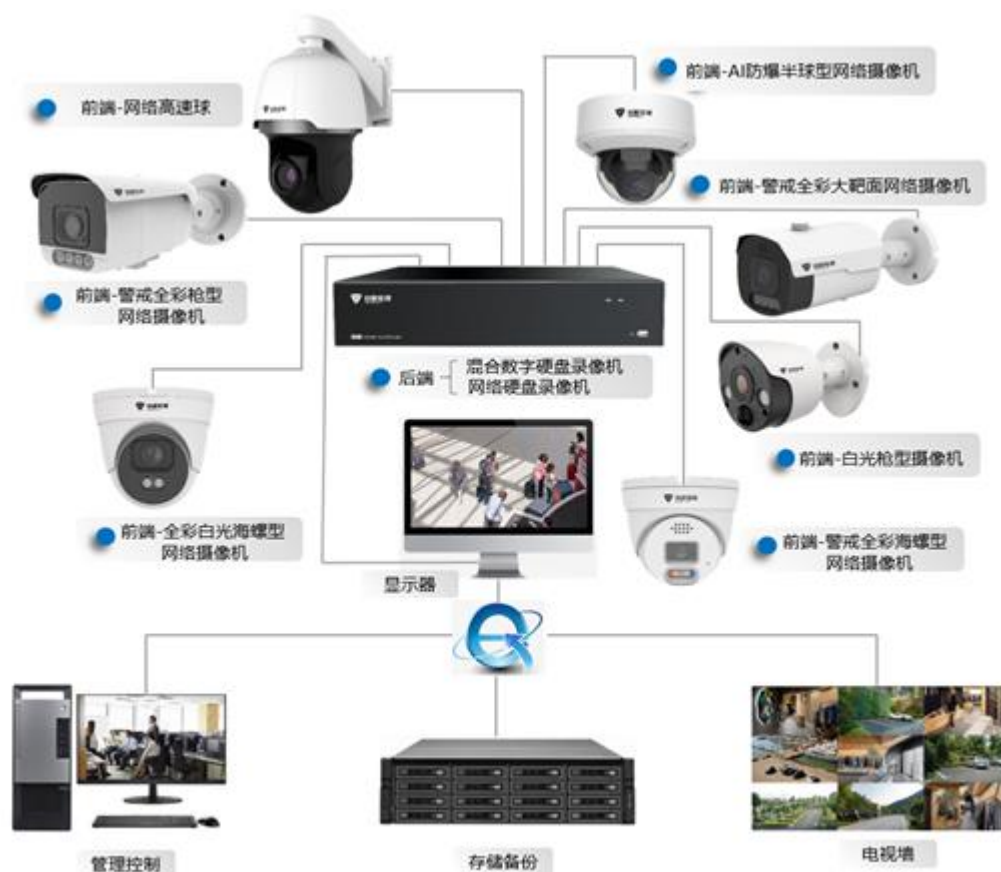 前端-AI防爆半球型网络摄像机
前端-网络高速球
前端-警戒全彩大靶面网络摄像机
前端-警戒全彩枪型
网络摄像机
后端
混合数字硬盘录像机
网络硬盘录像机
前端-白光枪型摄像机
前端-全彩白光海螺型
网络摄像机
前端-警戒全彩海螺型
网络摄像机
显示器
管理控制
存储备份
电视墙